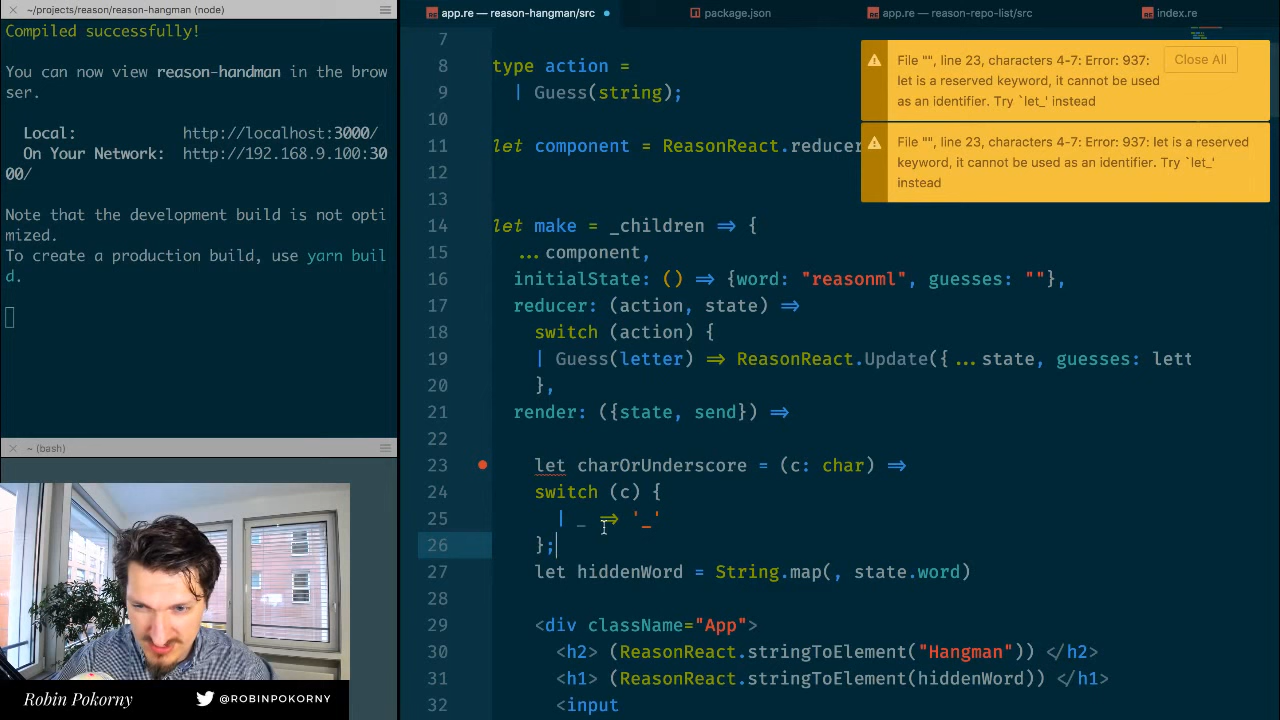 ~/projects/reason/reason-hangman (node)
Compiled successfully!
You can now view reason-handman in the brow
ser.
Local: http://localhost:3000/
On Your Network: http://192.168.9.100:30
00/
Note that the development build is not opti
mized.
To create a production build, use yarn buil
d.
~ (bash)
Robin Pokorny @ROBINPOKORNY
app.re — reason-hangman/src
package.json
app.re — reason-repo-list/src
index.re
File "", line 23, characters 4-7: Error: 937:
let is a reserved keyword, it cannot be used
as an identifier. Try `let_' instead
Close All
File "", line 23, characters 4-7: Error: 937: let is a reserved
keyword, it cannot be used as an identifier. Try `let_'
instead
7
8 type action =
9 | Guess(string);
10
11 let component = ReasonReact.reducer
12
13
14 let make = _children => {
15 ...component,
16 initialState: () => {word: "reasonml", guesses: ""},
17 reducer: (action, state) =>
18 switch (action) {
19 | Guess(letter) => ReasonReact.Update({...state, guesses: lett
20 },
21 render: ({state, send}) =>
22
23 let charOrUnderscore = (c: char) =>
24 switch (c) {
25 | _ => '_'
26 };
27 let hiddenWord = String.map(, state.word)
28
29 <div className="App">
30 <h2> (ReasonReact.stringToElement("Hangman")) </h2>
31 <h1> (ReasonReact.stringToElement(hiddenWord)) </h1>
32 <input